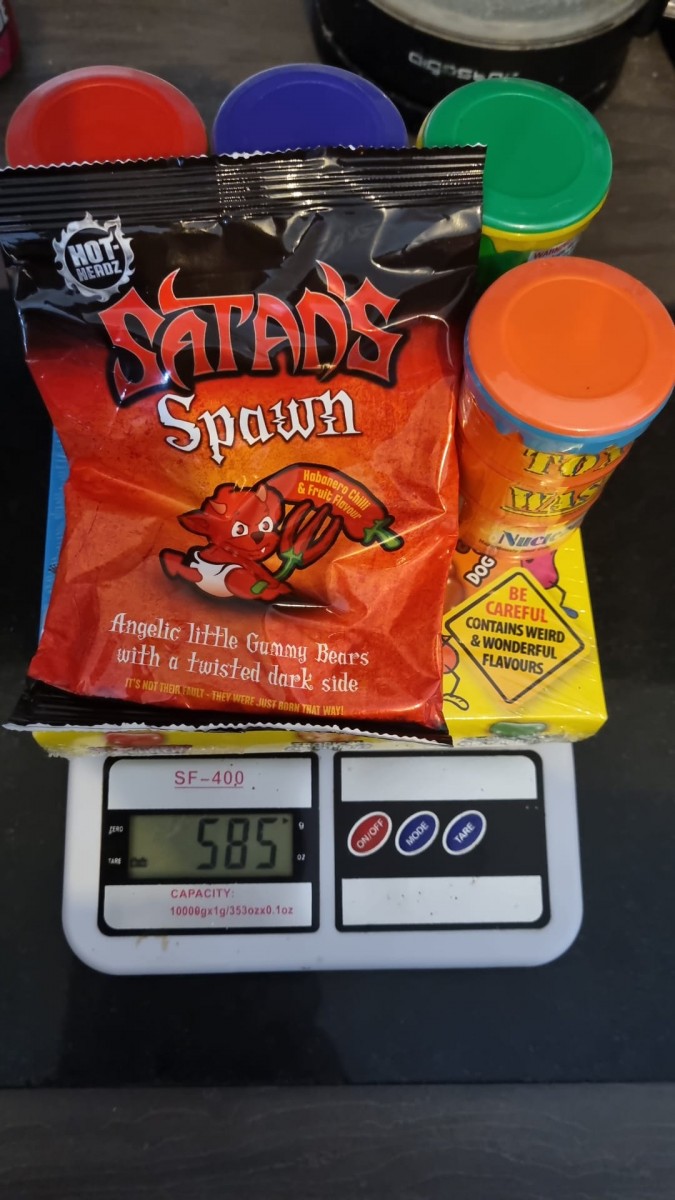 HOT-
HEADZ
SATAN'S
Spawn
Habanero Chilli
& Fruit Flavour
Angelic little Gummy Bears
with a twisted dark side
IT'S NOT THEIR FAULT - THEY WERE JUST BORN THAT WAY!
DOG
BE
CAREFUL
CONTAINS WEIRD
& WONDERFUL
FLAVOURS
SF-400
ZERO
TARE
585
g
oz
CAPACITY:
10000gx1g/353ozx0.1oz
ON/OFF
MODE
TARE